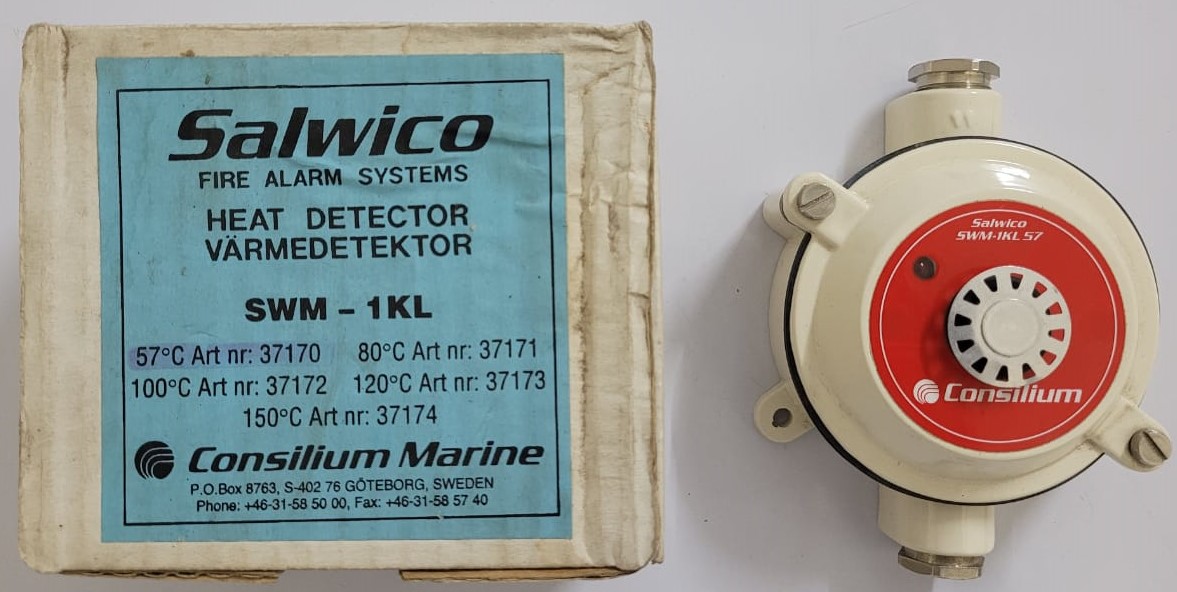 Salwico
FIRE ALARM SYSTEMS
HEAT DETECTOR
VÄRMEDETEKTOR
SWM – 1KL
57°C Art nr: 37170 80°C Art nr: 37171
100°C Art nr: 37172 120°C Art nr: 37173
150°C Art nr: 37174
Consilium Marine
P.O.Box 8763, S-402 76 GÖTEBORG, SWEDEN
Phone: +46-31-58 50 00, Fax: +46-31-58 57 40
Salwico
SWM-1KL 57
Consilium